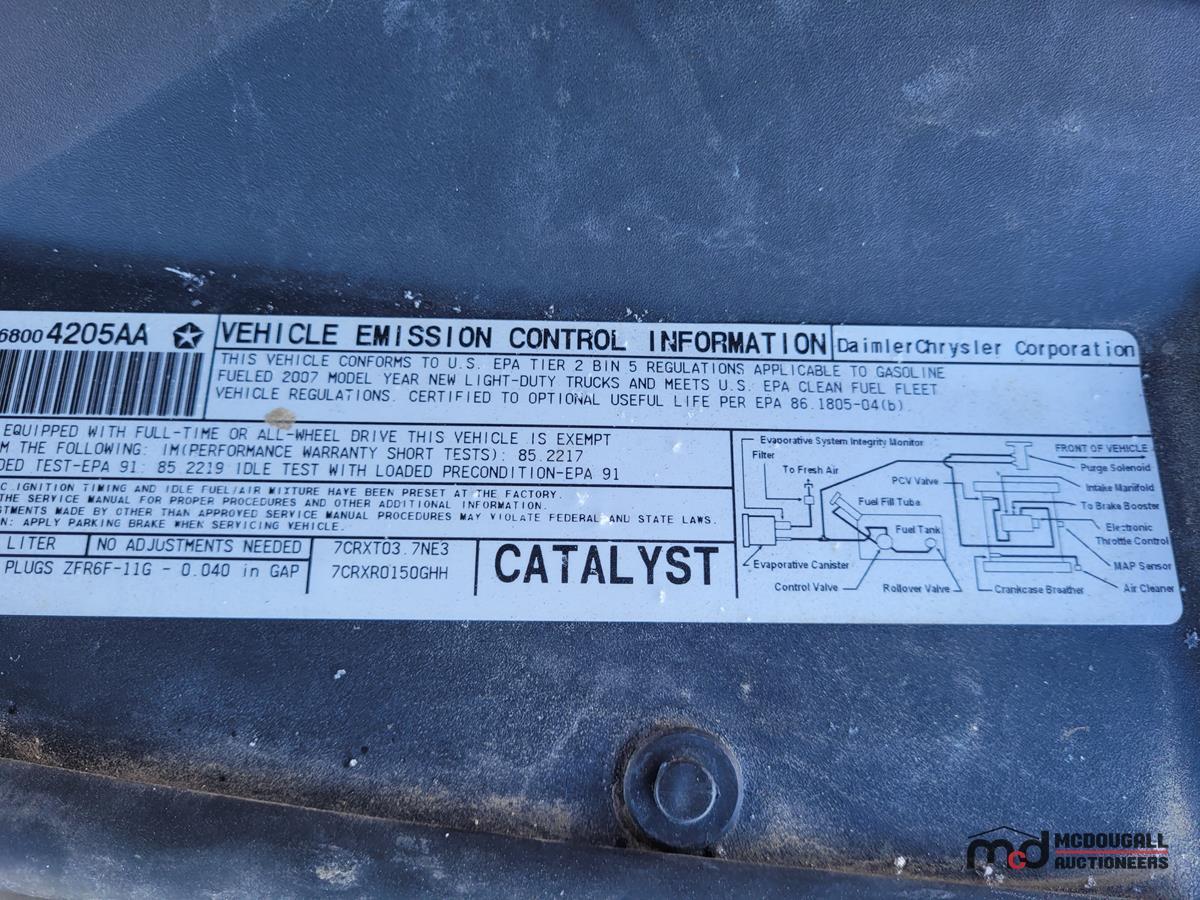 68004205AA
VEHICLE EMISSION CONTROL INFORMATION
DaimlerChrysler Corporation
THIS VEHICLE CONFORMS TO U.S. EPA TIER 2 BIN 5 REGULATIONS APPLICABLE TO GASOLINE
FUELED 2007 MODEL YEAR NEW LIGHT-DUTY TRUCKS AND MEETS U.S. EPA CLEAN FUEL FLEET
VEHICLE REGULATIONS. CERTIFIED TO OPTIONAL USEFUL LIFE PER EPA 86.1805-04(b).
EQUIPPED WITH FULL-TIME OR ALL-WHEEL DRIVE THIS VEHICLE IS EXEMPT
M THE FOLLOWING: IM(PERFORMANCE WARRANTY SHORT TESTS): 85.2217
DED TEST-EPA 91: 85.2219 IDLE TEST WITH LOADED PRECONDITION-EPA 91
C IGNITION TIMING AND IDLE FUEL/AIR MIXTURE HAVE BEEN PRESET AT THE FACTORY.
THE SERVICE MANUAL FOR PROPER PROCEDURES AND OTHER ADDITIONAL INFORMATION.
STMENTS MADE BY OTHER THAN APPROVED SERVICE MANUAL PROCEDURES MAY VIOLATE FEDERAL AND STATE LAWS.
N: APPLY PARKING BRAKE WHEN SERVICING VEHICLE.
LITER
NO ADJUSTMENTS NEEDED
PLUGS ZFR6F-11G - 0.040 in GAP
7CRXT03.7NE3
7CRXR0150GHH
CATALYST
Evaporative System Integrity Monitor
Filter
To Fresh Air
PCV Valve
Fuel Fill Tube
Fuel Tank
Evaporative Canister
Control Valve
Rollover Valve
FRONT OF VEHICLE
Purge Solenoid
Intake Manifold
To Brake Booster
Electronic
Throttle Control
MAP Sensor
Air Cleaner
Crankcase Breather
mcd
MCDOUGALL
AUCTIONEERS